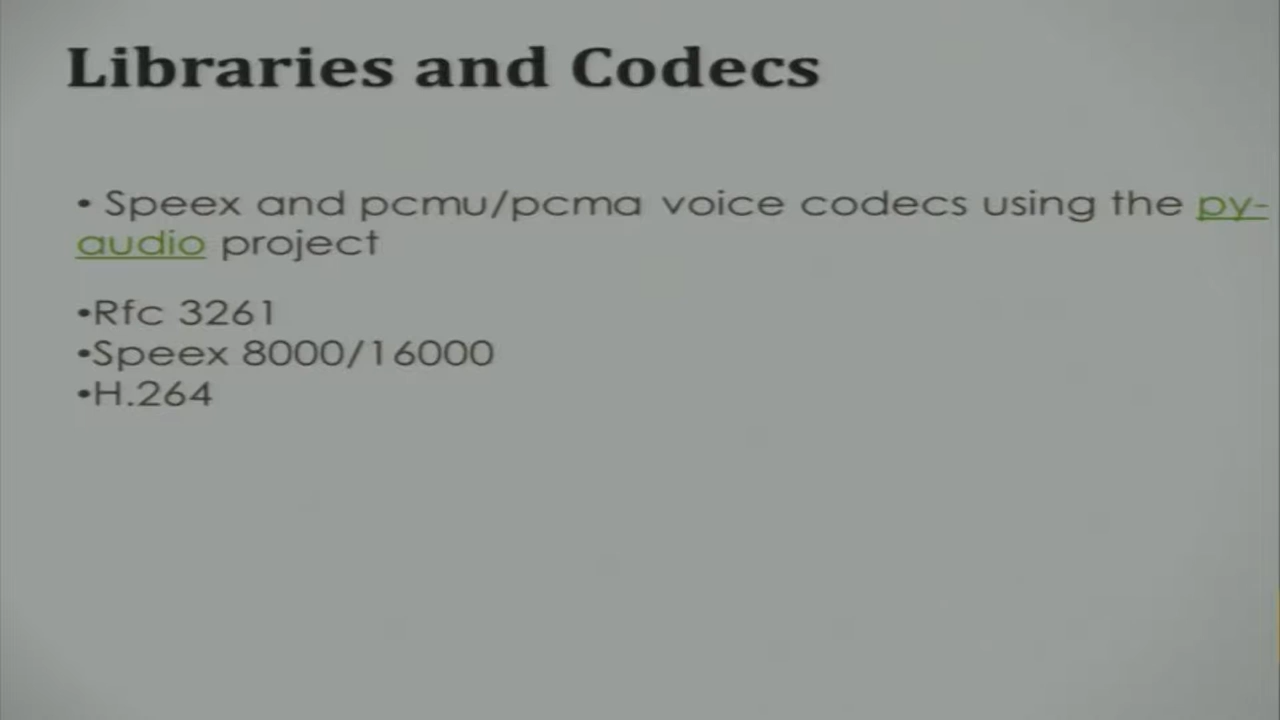 Libraries and Codecs
• Speex and pcmu/pcma voice codecs using the py-
audio project
•Rfc 3261
•Speex 8000/16000
•H.264